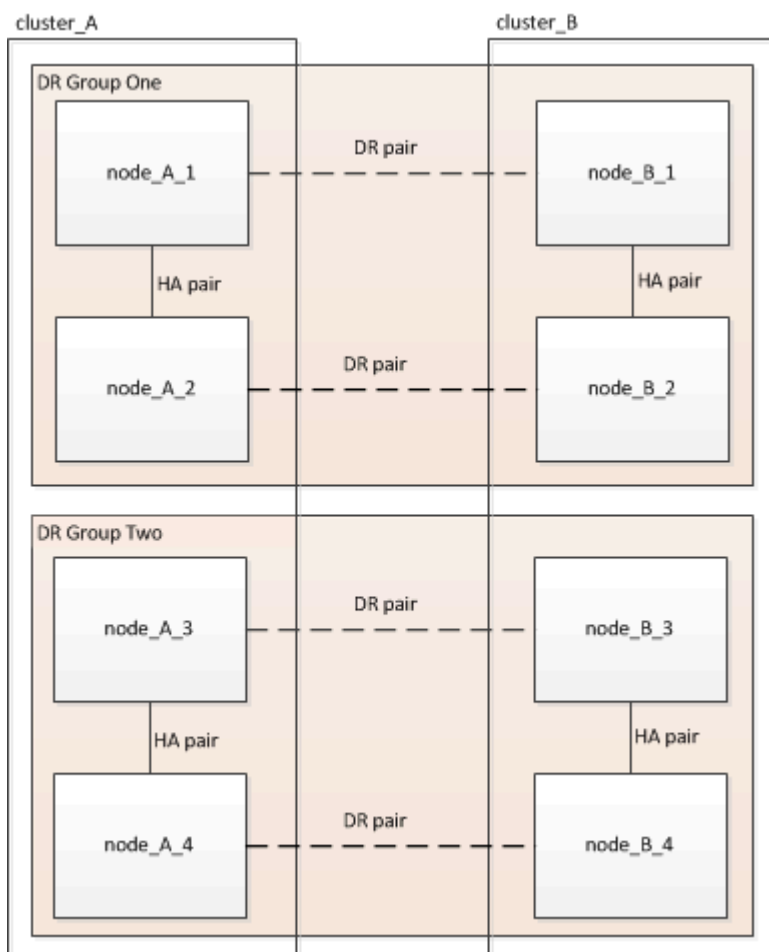 cluster_A
cluster_B
DR Group One
node_A_1
DR pair
node_B_1
HA pair
HA pair
node_A_2
DR pair
node_B_2
DR Group Two
node_A_3
DR pair
node_B_3
HA pair
HA pair
node_A_4
DR pair
node_B_4